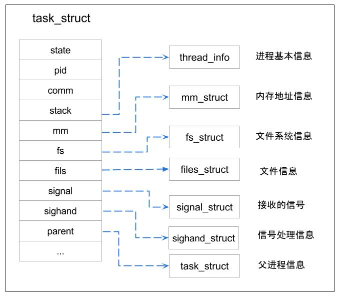 task_struct
state
pid
comm
stack
mm
fs
fils
signal
sighand
parent
...
thread_info 进程基本信息
mm_struct 内存地址信息
fs_struct 文件系统信息
files_struct 文件信息
signal_struct 接收的信号
sighand_struct 信号处理信息
task_struct 父进程信息